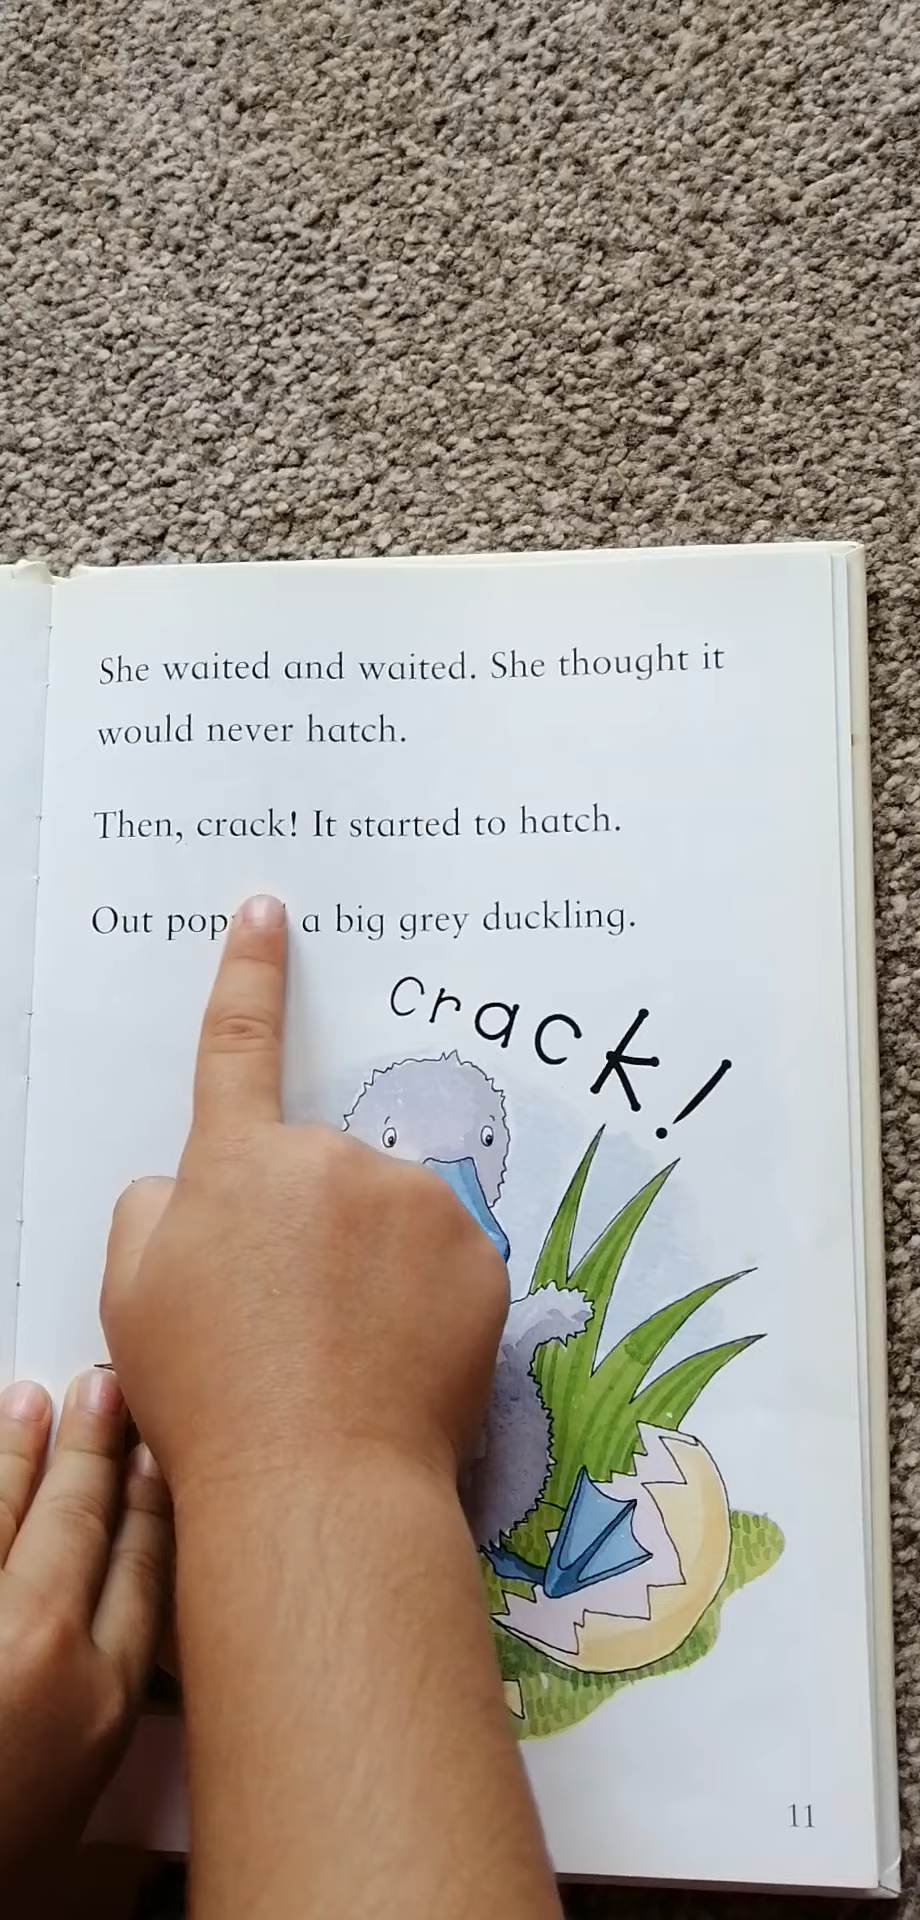 She waited and waited. She thought it
would never hatch.
Then, crack! It started to hatch.
Out a big grey duckling.
crack!
11